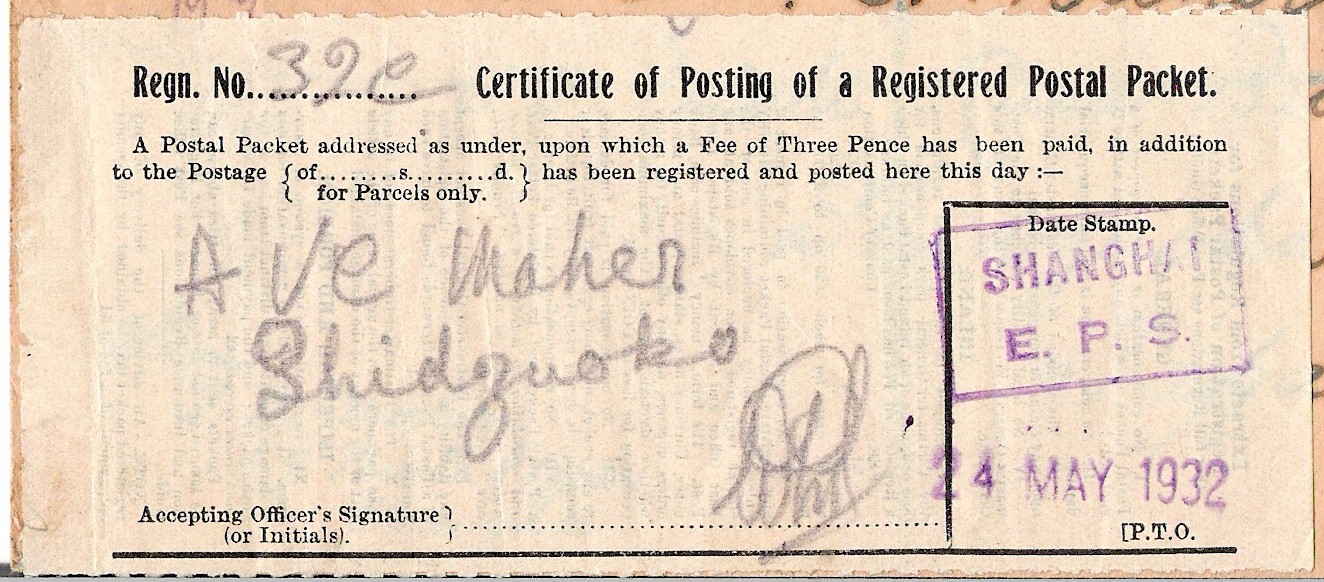 Regn. No. 32c Certificate of Posting of a Registered Postal Packet.
A Postal Packet addressed as under, upon which a Fee of Three Pence has been paid, in addition
to the Postage { of........s.........d. } has been registered and posted here this day :—
{ for Parcels only. }
Date Stamp.
SHANGHAI
E. P. S.
A V C Maher
Shidzuoka
24 MAY 1932
Accepting Officer's Signature }
(or Initials). }
[P.T.O.